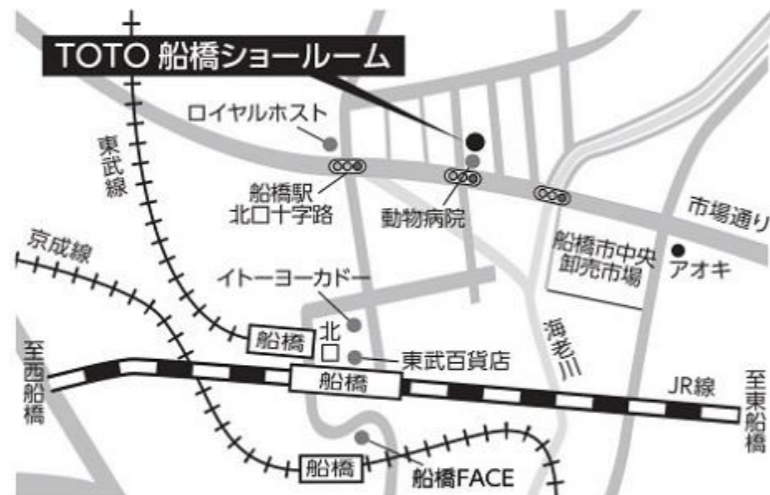 TOTO 船橋ショールーム
ロイヤルホスト
東武線
船橋駅
北口十字路
動物病院
市場通り
京成線
船橋市中央
卸売市場
アオキ
イトーヨーカドー
海老川
船橋
北口
東武百貨店
至西船橋
船橋
JR線
至東船橋
船橋
船橋FACE